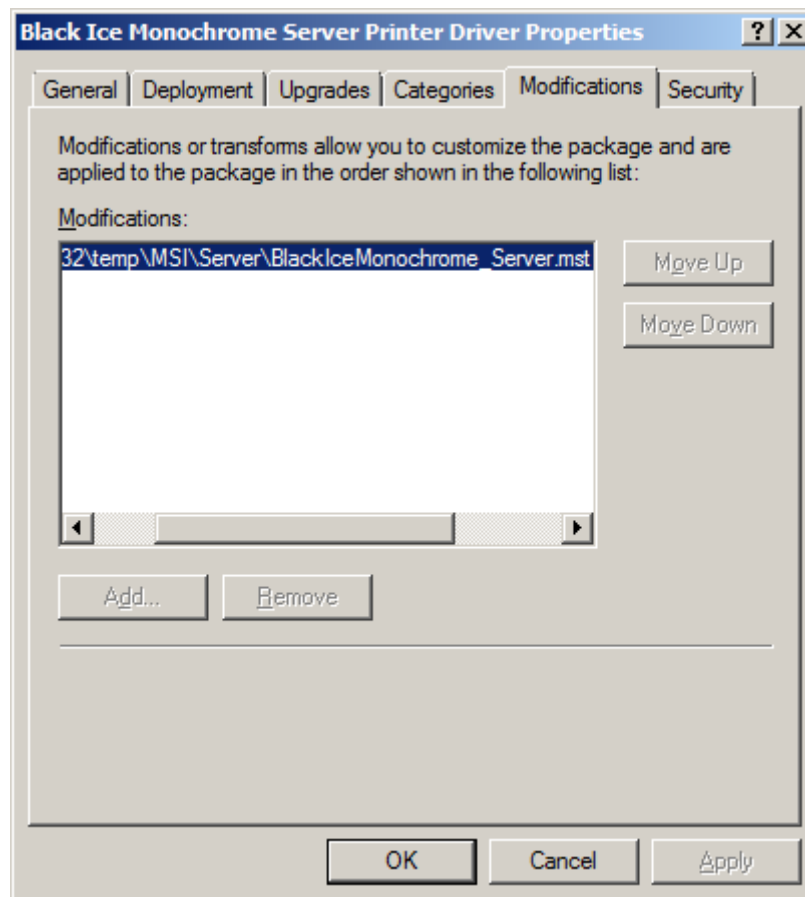 Black Ice Monochrome Server Printer Driver Properties
General Deployment Upgrades Categories Modifications Security
Modifications or transforms allow you to customize the package and are
applied to the package in the order shown in the following list:
Modifications:
32\temp\MSI\Server\BlackIceMonochrome_Server.mst
Move Up
Move Down
Add... Remove
OK Cancel Apply